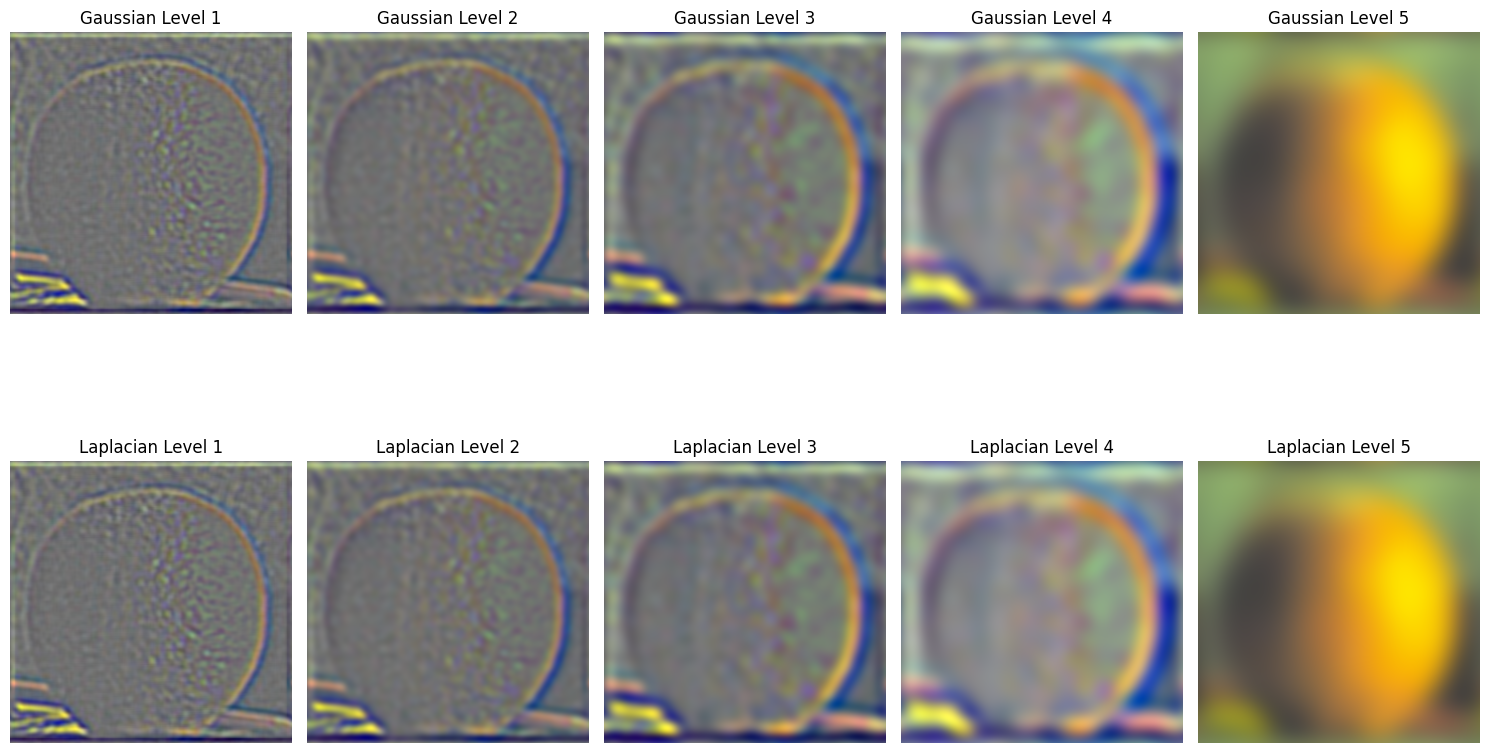 Gaussian Level 1
Gaussian Level 2
Gaussian Level 3
Gaussian Level 4
Gaussian Level 5
Laplacian Level 1
Laplacian Level 2
Laplacian Level 3
Laplacian Level 4
Laplacian Level 5